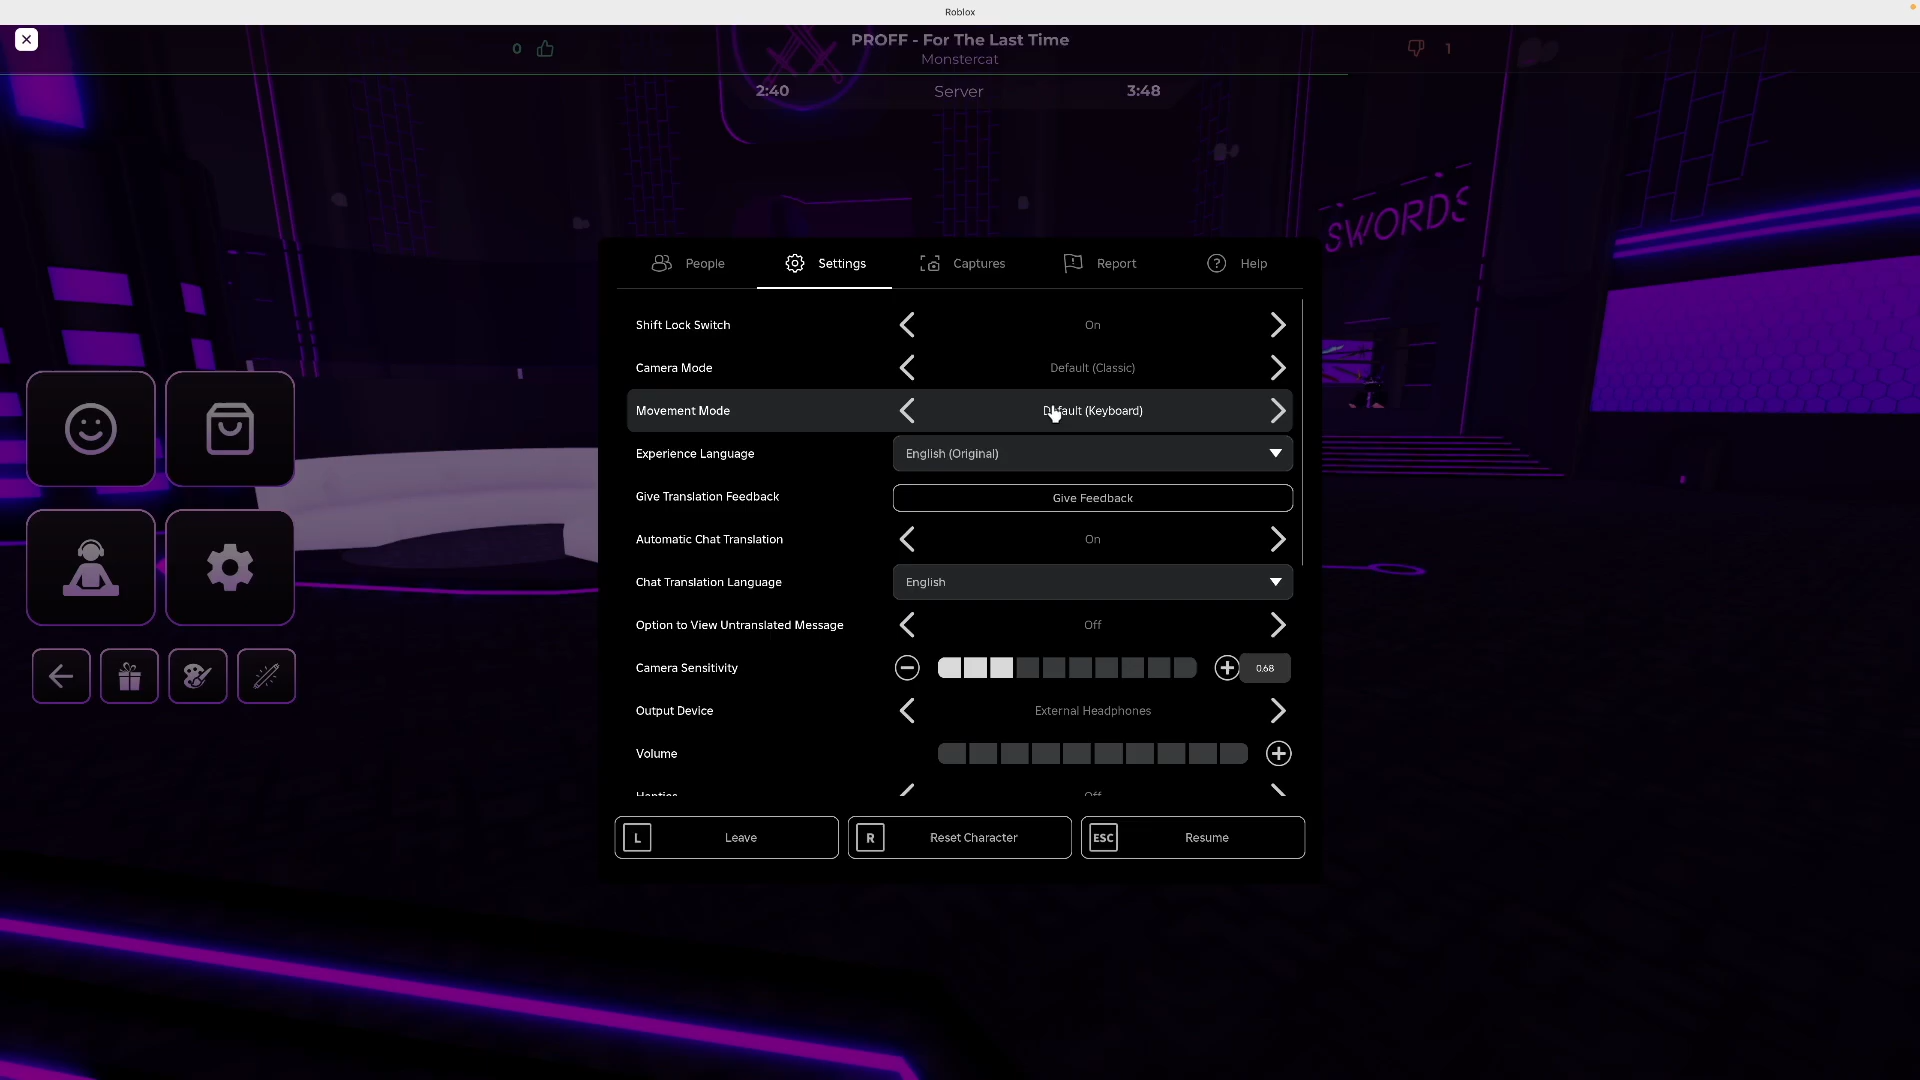 Roblox
0
PROFF - For The Last Time
1
Monstercat
2:40
Server
3:48
SWORDS
People
Settings
Captures
Report
Help
Shift Lock Switch
On
Camera Mode
Default (Classic)
Movement Mode
Default (Keyboard)
Experience Language
English (Original)
Give Translation Feedback
Give Feedback
Automatic Chat Translation
On
Chat Translation Language
English
Option to View Untranslated Message
Off
Camera Sensitivity
0.68
Output Device
External Headphones
Volume
Haptics
Off
L
Leave
R
Reset Character
ESC
Resume